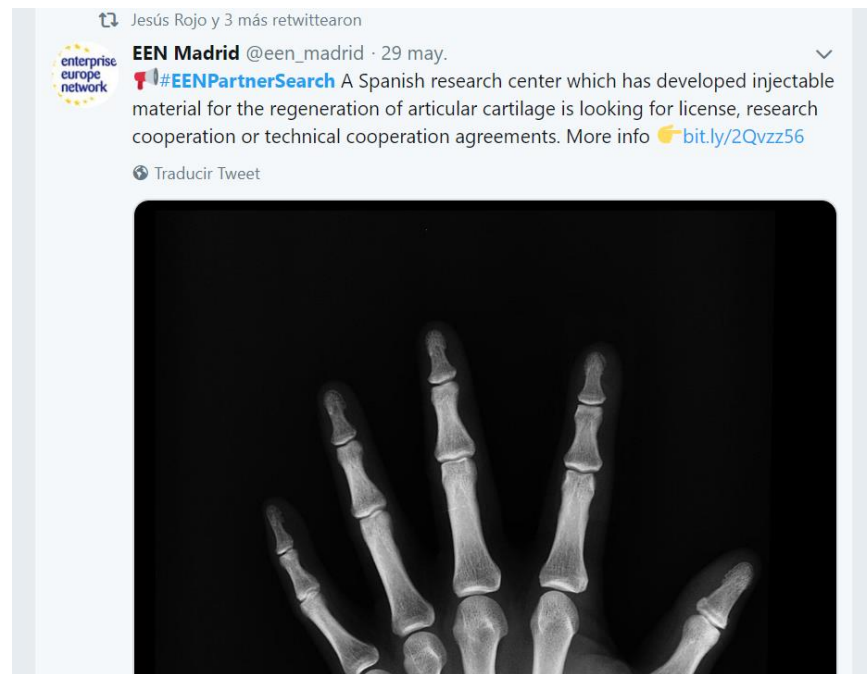 Jesús Rojo y 3 más retwittearon
enterprise
europe
network
EEN Madrid @een_madrid · 29 may.
#EENPartnerSearch A Spanish research center which has developed injectable
material for the regeneration of articular cartilage is looking for license, research
cooperation or technical cooperation agreements. More info 👉bit.ly/2Qvzz56
Traducir Tweet